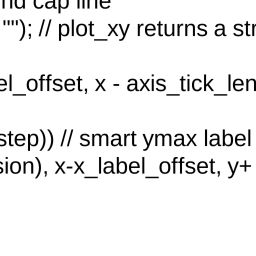 nd cap line
""); // plot_xy returns a str
el_offset, x - axis_tick_len
step)) // smart ymax label
sion), x-x_label_offset, y+